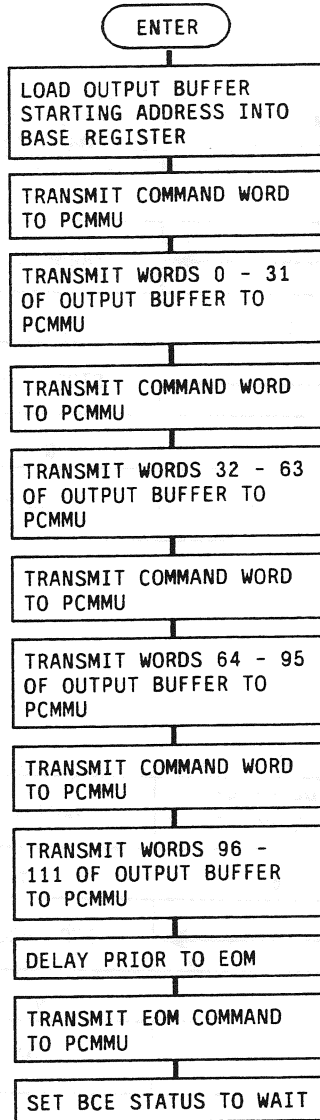 ENTER
LOAD OUTPUT BUFFER
STARTING ADDRESS INTO
BASE REGISTER
TRANSMIT COMMAND WORD
TO PCMMU
TRANSMIT WORDS 0 - 31
OF OUTPUT BUFFER TO
PCMMU
TRANSMIT COMMAND WORD
TO PCMMU
TRANSMIT WORDS 32 - 63
OF OUTPUT BUFFER TO
PCMMU
TRANSMIT COMMAND WORD
TO PCMMU
TRANSMIT WORDS 64 - 95
OF OUTPUT BUFFER TO
PCMMU
TRANSMIT COMMAND WORD
TO PCMMU
TRANSMIT WORDS 96 -
111 OF OUTPUT BUFFER
TO PCMMU
DELAY PRIOR TO EOM
TRANSMIT EOM COMMAND
TO PCMMU
SET BCE STATUS TO WAIT